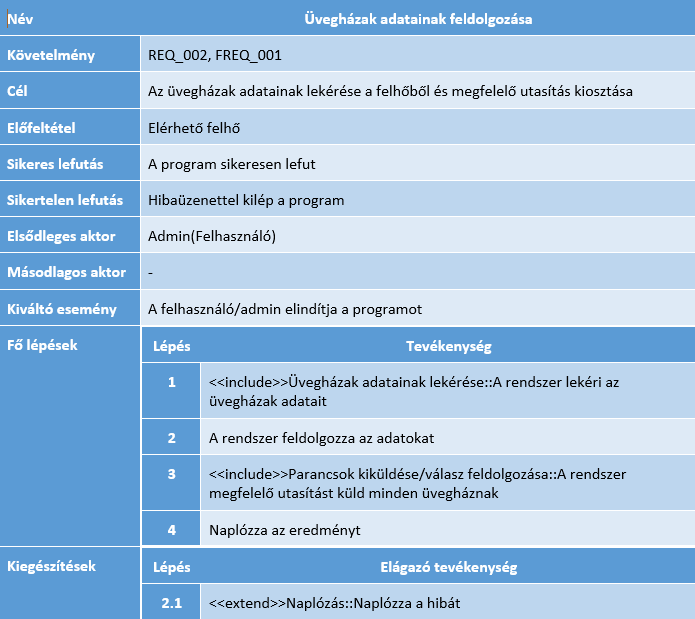 Név Üvegházak adatainak feldolgozása
Követelmény REQ_002, FREQ_001
Cél Az üvegházak adatainak lekérése a felhőből és megfelelő utasítás kiosztása
Előfeltétel Elérhető felhő
Sikeres lefutás A program sikeresen lefut
Sikertelen lefutás Hibaüzenettel kilép a program
Elsődleges aktor Admin(Felhasználó)
Másodlagos aktor -
Kiváltó esemény A felhasználó/admin elindítja a programot
Fő lépések Lépés Tevékenység
1 <<include>>Üvegházak adatainak lekérése::A rendszer lekéri az
üvegházak adatait
2 A rendszer feldolgozza az adatokat
3 <<include>>Parancsok kiküldése/válasz feldolgozása::A rendszer
megfelelő utasítást küld minden üvegháznak
4 Naplózza az eredményt
Kiegészítések Lépés Elágazó tevékenység
2.1 <<extend>>Naplózás::Naplózza a hibát